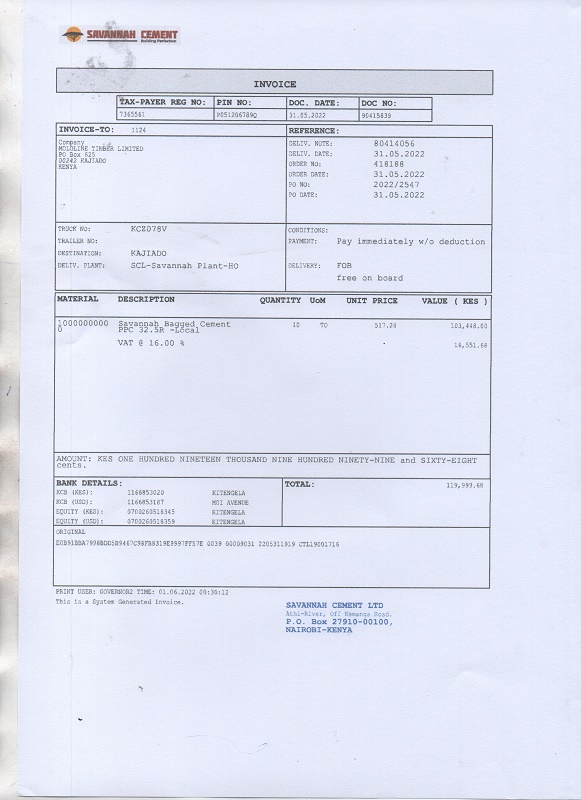 SAVANNAH CEMENT
Building Perfection
INVOICE
TAX-PAYER REG NO: PIN NO: DOC. DATE: DOC NO:
7365561 P051206789Q 31.05.2022 90415839
INVOICE-TO: 1124
Company
MOLOLINE TIMBER LIMITED
PO Box 625
00242 KAJIADO
KENYA
REFERENCE:
DELIV. NOTE: 80414056
DELIV. DATE: 31.05.2022
ORDER NO: 418188
ORDER DATE: 31.05.2022
PO NO: 2022/2547
PO DATE: 31.05.2022
TRUCK NO: KCZ078V
TRAILER NO:
DESTINATION: KAJIADO
DELIV. PLANT: SCL-Savannah Plant-HO
CONDITIONS:
PAYMENT: Pay immediately w/o deduction
DELIVERY: FOB
free on board
MATERIAL DESCRIPTION QUANTITY UoM UNIT PRICE VALUE ( KES )
1000000000 Savannah Bagged Cement 10 TO 517.24 103,448.00
0 PPC 32.5R -Local
VAT @ 16.00 % 16,551.68
AMOUNT: KES ONE HUNDRED NINETEEN THOUSAND NINE HUNDRED NINETY-NINE and SIXTY-EIGHT
cents.
BANK DETAILS:
KCB (KES): 1166853020 KITENGELA
KCB (USD): 1166853187 MOI AVENUE
EQUITY (KES): 0700260518345 KITENGELA
EQUITY (USD): 0700260518359 KITENGELA
TOTAL: 119,999.68
ORIGINAL
E0B91BBA7998BDD5B9467C98FB8319E9997FF57E 0039 00009031 2205311919 CTL19001716
PRINT USER: GOVERNOR2 TIME: 01.06.2022 00:30:12
This is a System Generated Invoice.
SAVANNAH CEMENT LTD
Athi-River, Off Namanga Road.
P.O. Box 27910-00100,
NAIROBI-KENYA